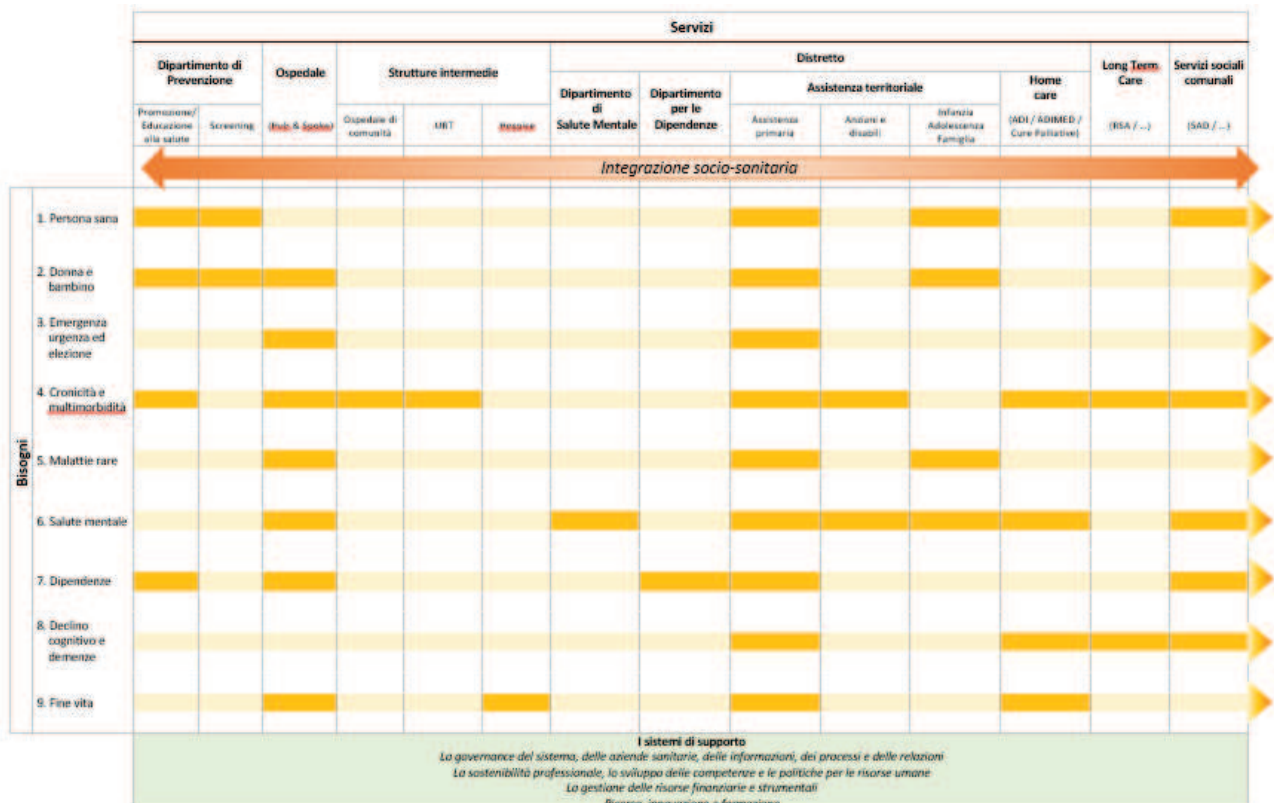 Servizi
Dipartimento di
Prevenzione
Ospedale
Strutture intermedie
Distretto
Long Term
Care
Servizi sociali
comunali
Dipartimento
di
Salute Mentale
Dipartimento
per le
Dipendenze
Assistenza territoriale
Home
care
Promozione/
Educazione
alla salute
Screening
(Hub & Spoke)
Ospedale di
comunità
URT
Hospice
Assistenza
primaria
Anziani e
disabili
Infanzia
Adolescenza
Famiglia
(ADI / ADIMED /
Cure Palliative)
(RSA / ...)
(SAD / ...)
Integrazione socio-sanitaria
Bisogni
1. Persona sana
2. Donna e
bambino
3. Emergenza
urgenza ed
elezione
4. Cronicità e
multimorbidità
5. Malattie rare
6. Salute mentale
7. Dipendenze
8. Declino
cognitivo e
demenze
9. Fine vita
I sistemi di supporto
La governance del sistema, delle aziende sanitarie, delle informazioni, dei processi e delle relazioni
La sostenibilità professionale, lo sviluppo delle competenze e le politiche per le risorse umane
La gestione delle risorse finanziarie e strumentali
Ricerca, innovazione e formazione